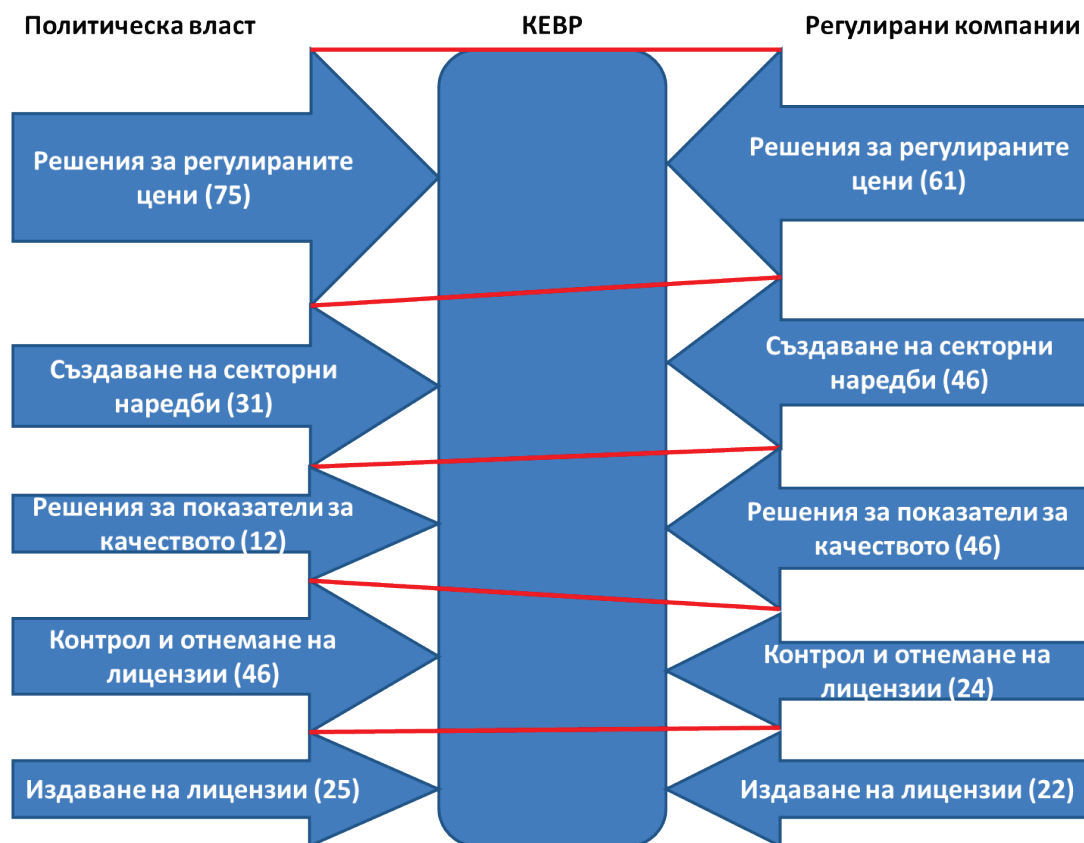 Политическа власт
КЕВР
Регулирани компании
Решения за регулираните
цени (75)
Решения за регулираните
цени (61)
Създаване на секторни
наредби (31)
Създаване на секторни
наредби (46)
Решения за показатели за
качеството (12)
Решения за показатели за
качеството (46)
Контрол и отнемане на
лицензии (46)
Контрол и отнемане на
лицензии (24)
Издаване на лицензии (25)
Издаване на лицензии (22)